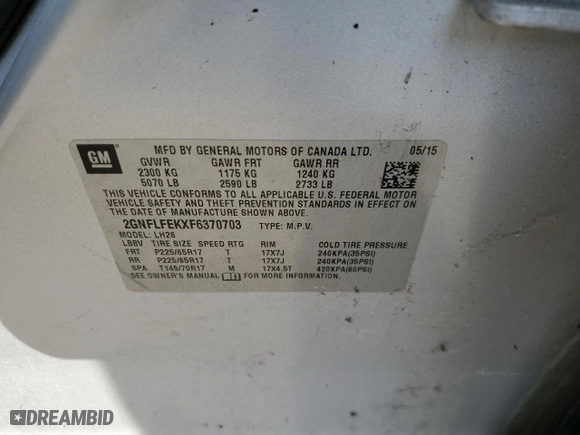 GM
MFD BY GENERAL MOTORS OF CANADA LTD. 05/15
GVWR GAWR FRT GAWR RR
2300 KG 1175 KG 1240 KG
5070 LB 2590 LB 2733 LB
THIS VEHICLE CONFORMS TO ALL APPLICABLE U.S. FEDERAL MOTOR
VEHICLE SAFETY AND THEFT PREVENTION STANDARDS IN EFFECT
ON THE DATE OF MANUFACTURE SHOWN ABOVE.
2GNFLFEKXF6370703 TYPE: M.P.V.
MODEL: LH26
LBBV TIRE SIZE SPEED RTG RIM COLD TIRE PRESSURE
FRT P225/65R17 T 17X7J 240KPA(35PSI)
RR P225/65R17 T 17X7J 240KPA(35PSI)
SPA T145/70R17 M 17X4.5T 420KPA(60PSI)
SEE OWNER'S MANUAL FOR MORE INFORMATION.
DREAMBID